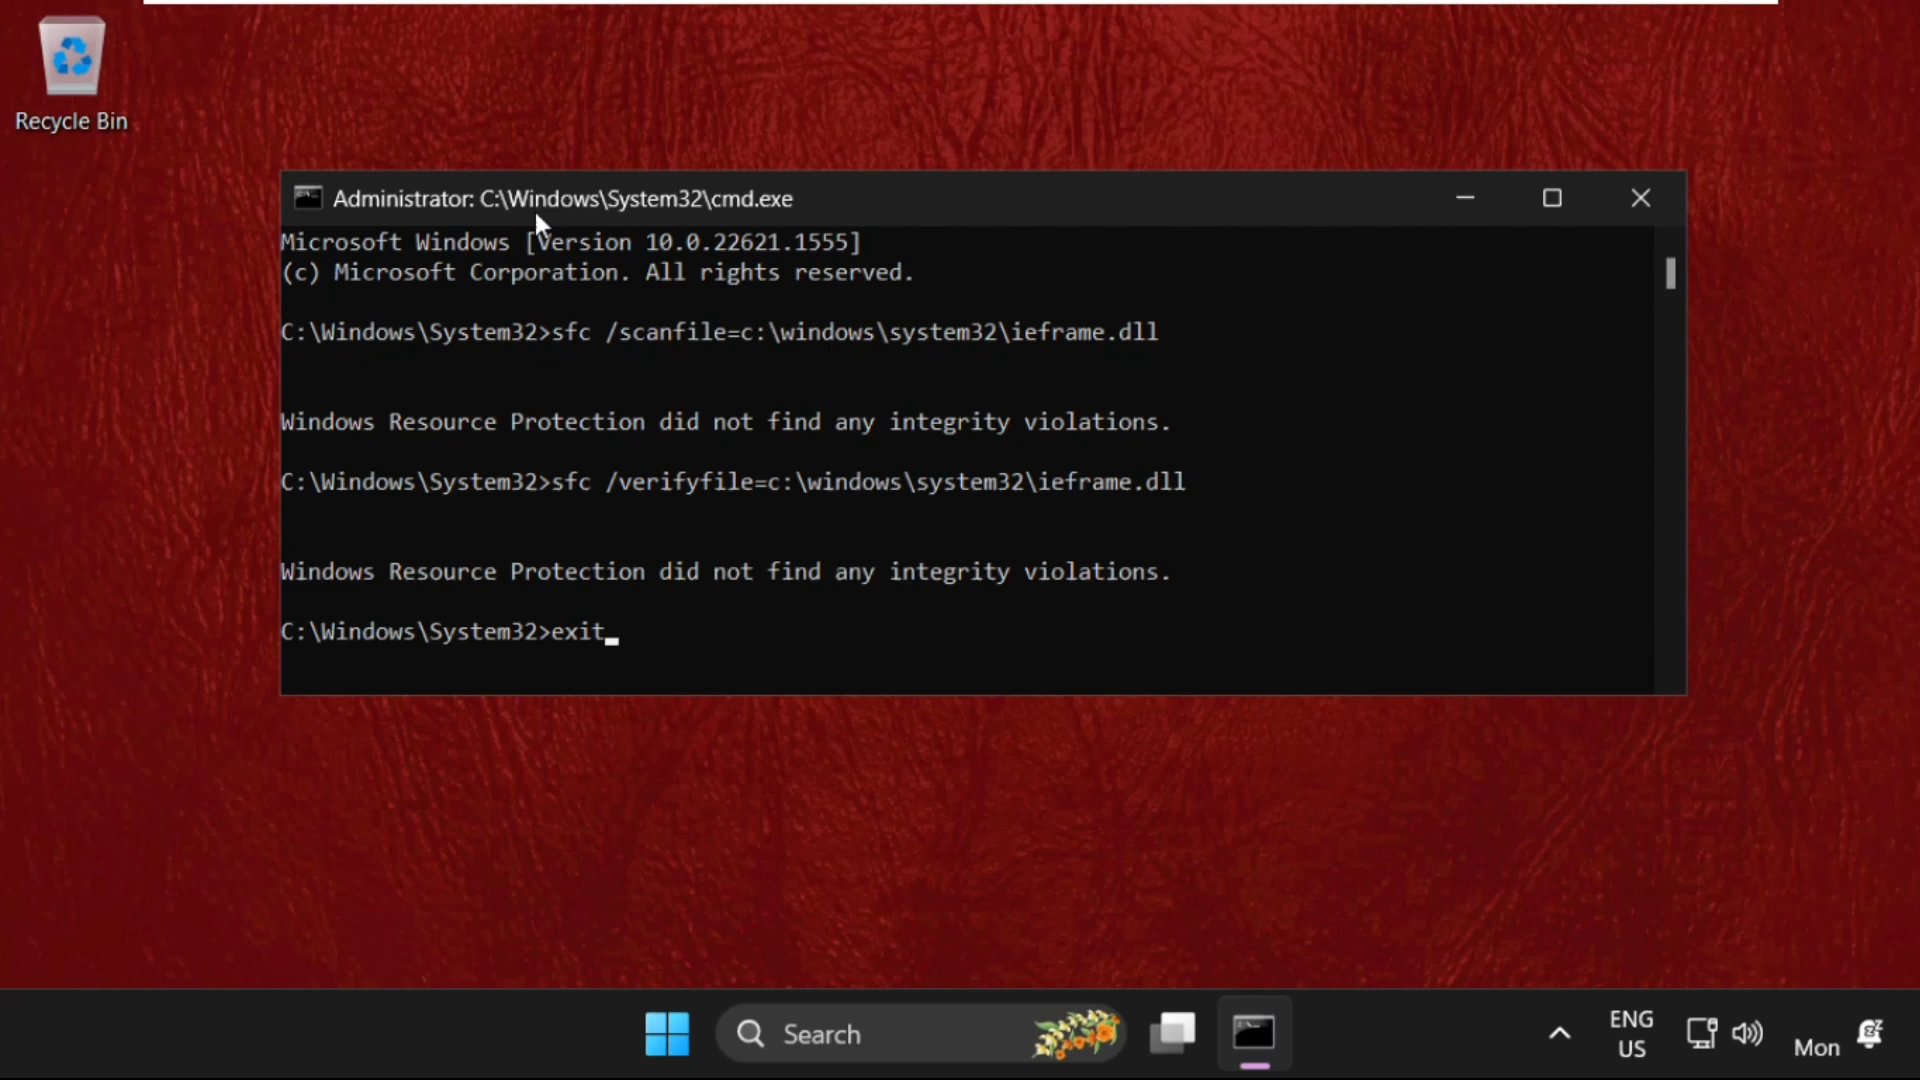 Recycle Bin
Administrator: C:\Windows\System32\cmd.exe
Microsoft Windows [Version 10.0.22621.1555]
(c) Microsoft Corporation. All rights reserved.
C:\Windows\System32>sfc /scanfile=c:\windows\system32\ieframe.dll
Windows Resource Protection did not find any integrity violations.
C:\Windows\System32>sfc /verifyfile=c:\windows\system32\ieframe.dll
Windows Resource Protection did not find any integrity violations.
C:\Windows\System32>exit
Search
ENG
US
Mon